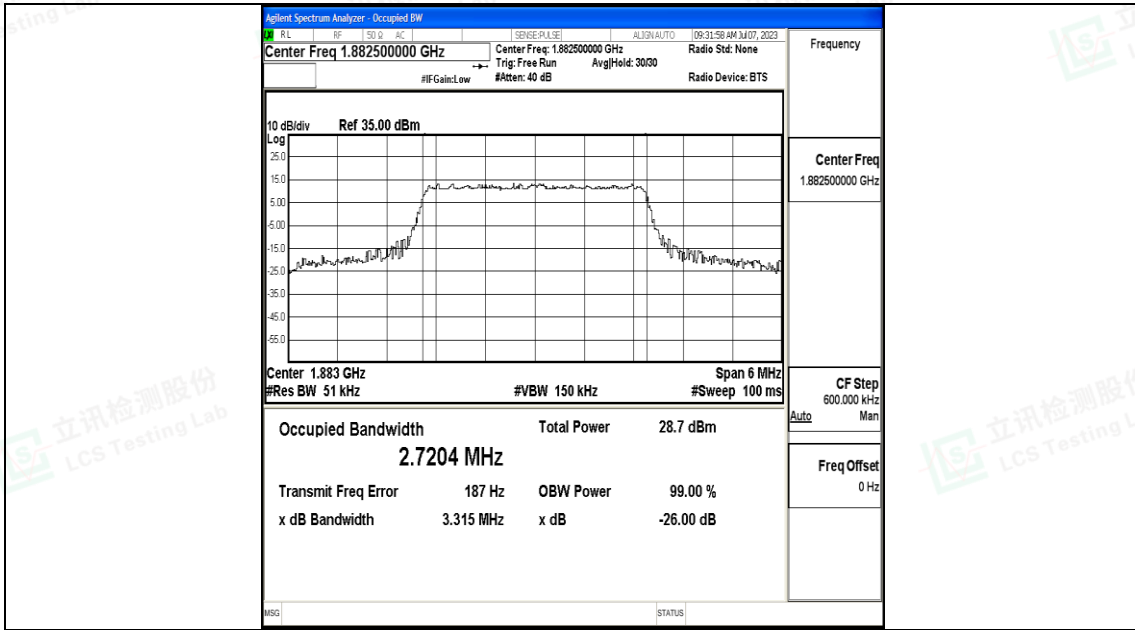 Agilent Spectrum Analyzer - Occupied BW
RL RF 50 Ω AC SENSE:PULSE ALIGN AUTO 09:31:58 AM Jul 07, 2023
Center Freq 1.882500000 GHz
Center Freq: 1.882500000 GHz
Radio Std: None
Trig: Free Run Avg|Hold: 30/30
#IFGain:Low
#Atten: 40 dB
Radio Device: BTS
10 dB/div Ref 35.00 dBm
Log
25.0
15.0
5.00
-5.00
-15.0
-25.0
-35.0
-45.0
-55.0
Center 1.883 GHz
Span 6 MHz
#Res BW 51 kHz
#VBW 150 kHz
#Sweep 100 ms
Occupied Bandwidth
Total Power 28.7 dBm
2.7204 MHz
Transmit Freq Error 187 Hz
OBW Power 99.00 %
x dB Bandwidth 3.315 MHz
x dB -26.00 dB
MSG
STATUS
Frequency
Center Freq
1.882500000 GHz
CF Step
600.000 kHz
Auto Man
Freq Offset
0 Hz
立讯检测股份
LCS Testing Lab
立讯检测股份
LCS Testing L